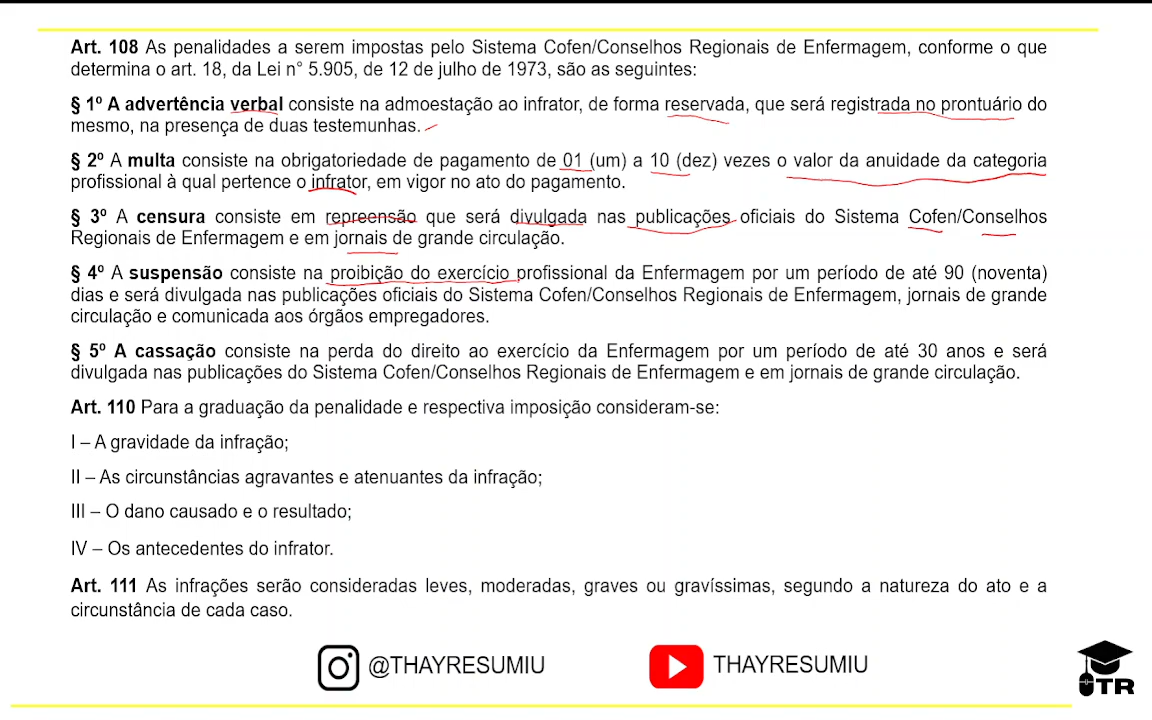 Art. 108 As penalidades a serem impostas pelo Sistema Cofen/Conselhos Regionais de Enfermagem, conforme o que
determina o art. 18, da Lei n° 5.905, de 12 de julho de 1973, são as seguintes:
§ 1º A advertência verbal consiste na admoestação ao infrator, de forma reservada, que será registrada no prontuário do
mesmo, na presença de duas testemunhas.
§ 2º A multa consiste na obrigatoriedade de pagamento de 01 (um) a 10 (dez) vezes o valor da anuidade da categoria
profissional à qual pertence o infrator, em vigor no ato do pagamento.
§ 3º A censura consiste em repreensão que será divulgada nas publicações oficiais do Sistema Cofen/Conselhos
Regionais de Enfermagem e em jornais de grande circulação.
§ 4º A suspensão consiste na proibição do exercício profissional da Enfermagem por um período de até 90 (noventa)
dias e será divulgada nas publicações oficiais do Sistema Cofen/Conselhos Regionais de Enfermagem, jornais de grande
circulação e comunicada aos órgãos empregadores.
§ 5º A cassação consiste na perda do direito ao exercício da Enfermagem por um período de até 30 anos e será
divulgada nas publicações do Sistema Cofen/Conselhos Regionais de Enfermagem e em jornais de grande circulação.
Art. 110 Para a graduação da penalidade e respectiva imposição consideram-se:
I – A gravidade da infração;
II – As circunstâncias agravantes e atenuantes da infração;
III – O dano causado e o resultado;
IV – Os antecedentes do infrator.
Art. 111 As infrações serão consideradas leves, moderadas, graves ou gravíssimas, segundo a natureza do ato e a
circunstância de cada caso.
@THAYRESUMIU
THAYRESUMIU
TR